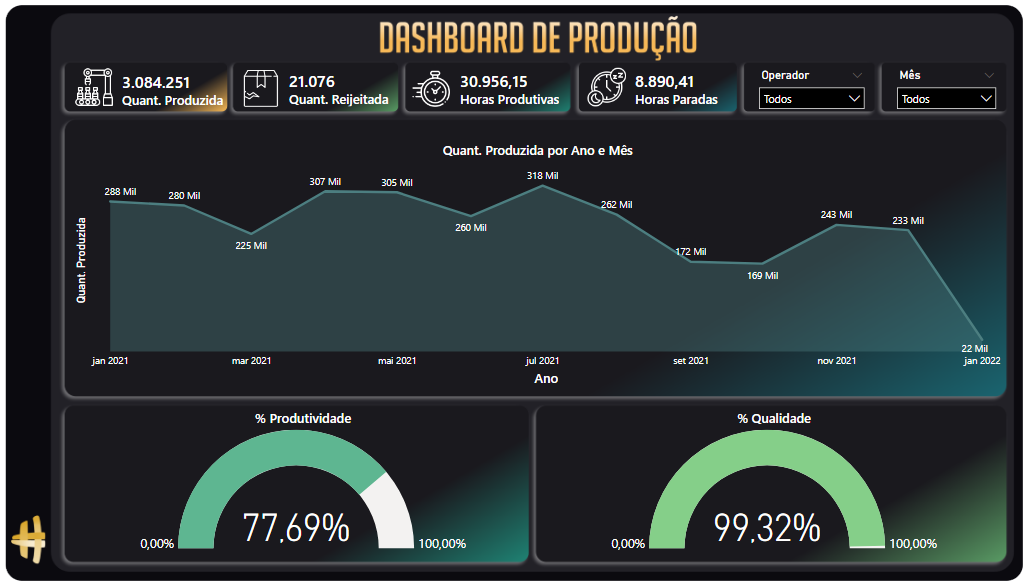 DASHBOARD DE PRODUÇÃO
3.084.251
Quant. Produzida
21.076
Quant. Reijeitada
30.956,15
Horas Produtivas
8.890,41
Horas Paradas
Operador
Todos
Mês
Todos
Quant. Produzida por Ano e Mês
Quant. Produzida
288 Mil
280 Mil
225 Mil
307 Mil
305 Mil
260 Mil
318 Mil
262 Mil
172 Mil
169 Mil
243 Mil
233 Mil
22 Mil
jan 2021
mar 2021
mai 2021
jul 2021
set 2021
nov 2021
jan 2022
Ano
% Produtividade
77,69%
0,00%
100,00%
% Qualidade
99,32%
0,00%
100,00%